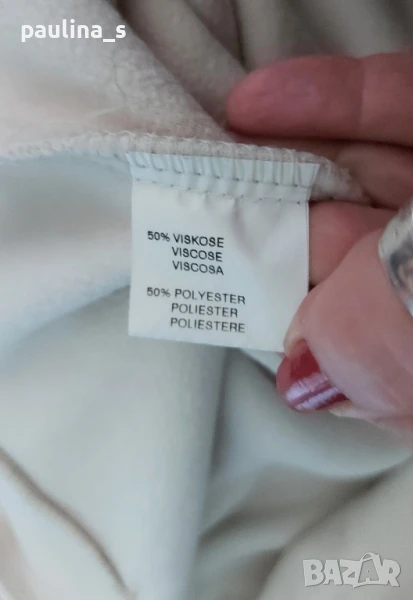 paulina_s
50% VISKOSE
VISCOSE
VISCOSA
50% POLYESTER
POLIESTER
POLIESTERE
BAZAR